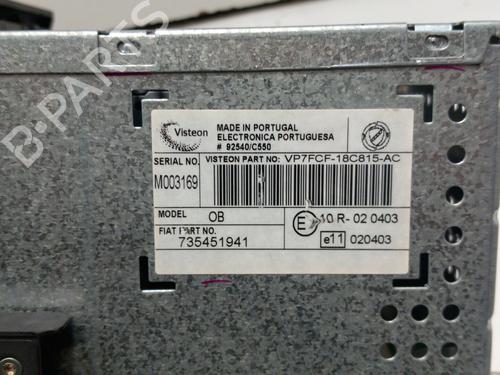 B-PARTS
Visteon
MADE IN PORTUGAL
ELECTRONICA PORTUGUESA
# 92540/C550
SERIAL NO.
VISTEON PART NO: VP7FCF-18C815-AC
M003169
MODEL OB
E 10 R- 02 0403
FIAT PART NO.
735451941
e11 020403